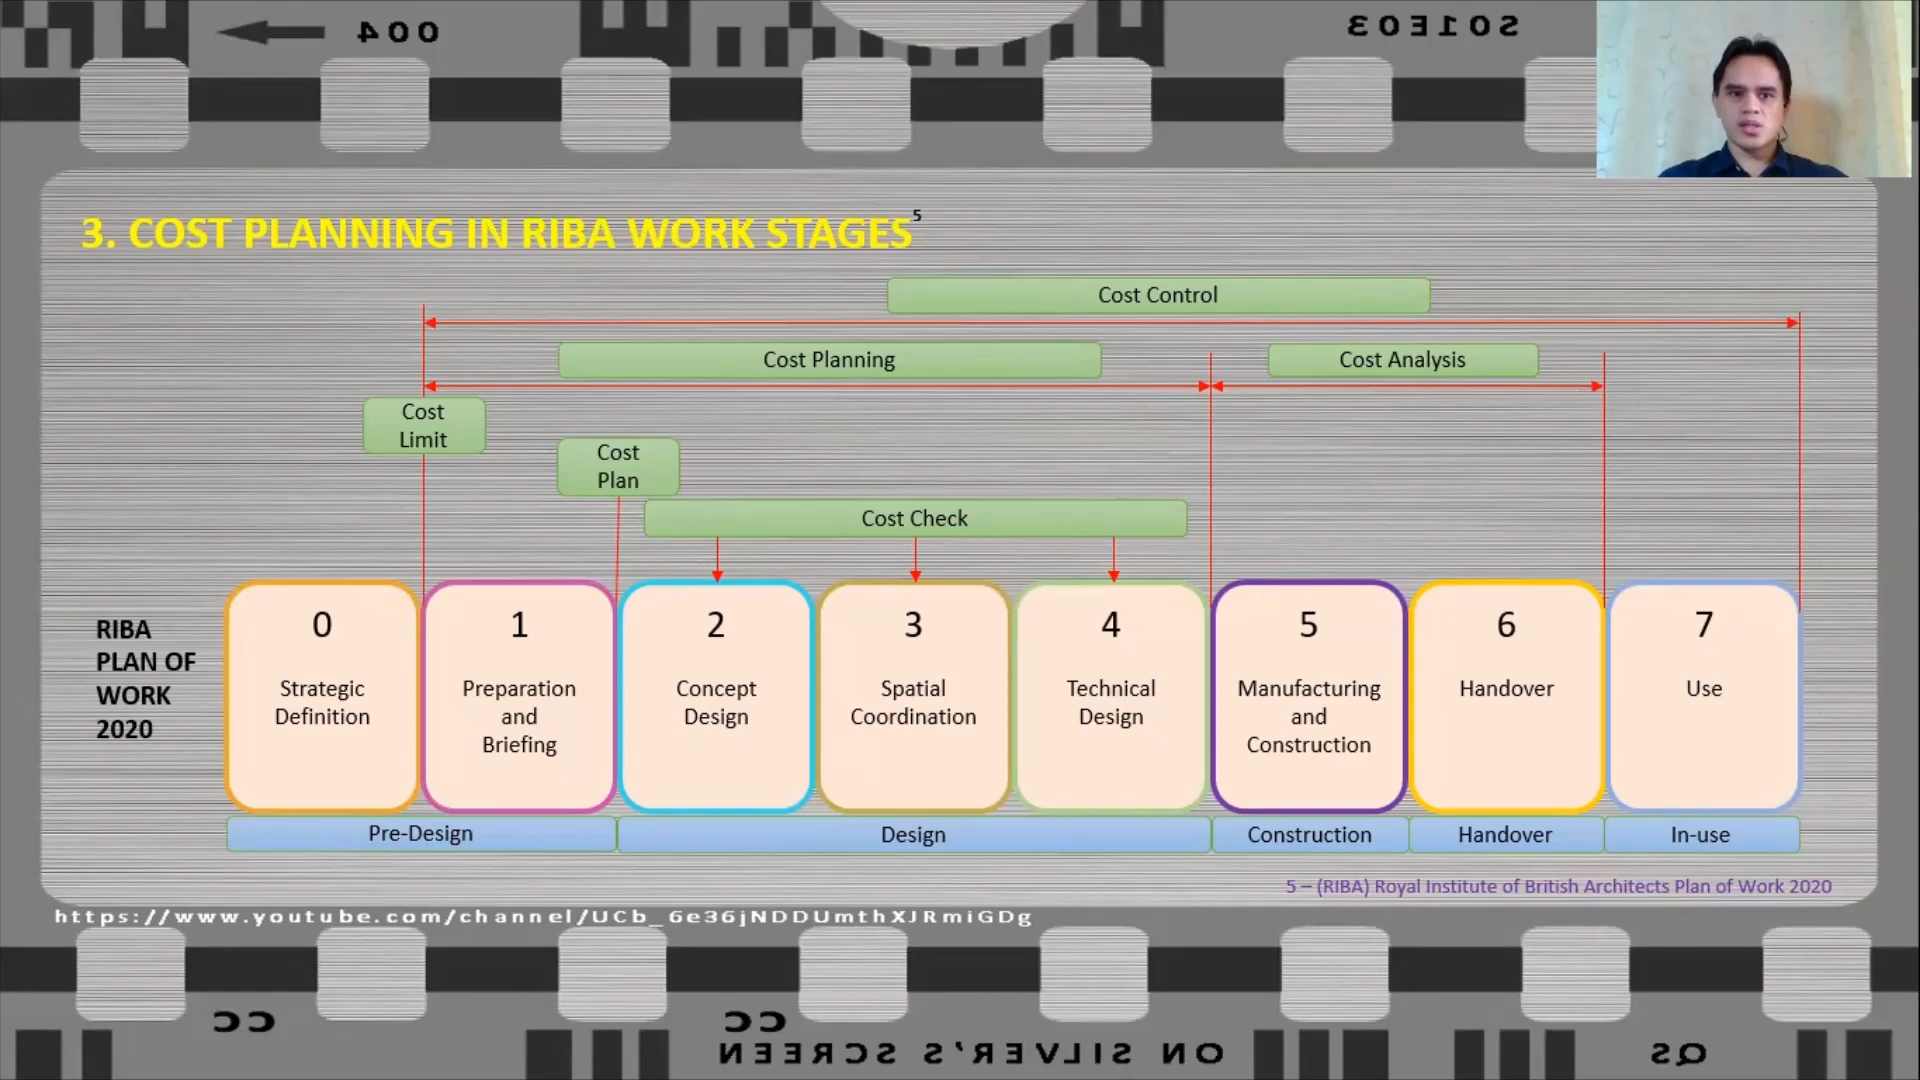 004
S01E03
3. COST PLANNING IN RIBA WORK STAGES5
Cost Control
Cost Planning
Cost Analysis
Cost
Limit
Cost
Plan
Cost Check
RIBA
PLAN OF
WORK
2020
0
Strategic
Definition
1
Preparation
and
Briefing
2
Concept
Design
3
Spatial
Coordination
4
Technical
Design
5
Manufacturing
and
Construction
6
Handover
7
Use
Pre-Design
Design
Construction
Handover
In-use
5 – (RIBA) Royal Institute of British Architects Plan of Work 2020
https://www.youtube.com/channel/UCb_6e36jNDDUmthXJRmiGDg
CC
CC
ON SILVER'S SCREEN
QS